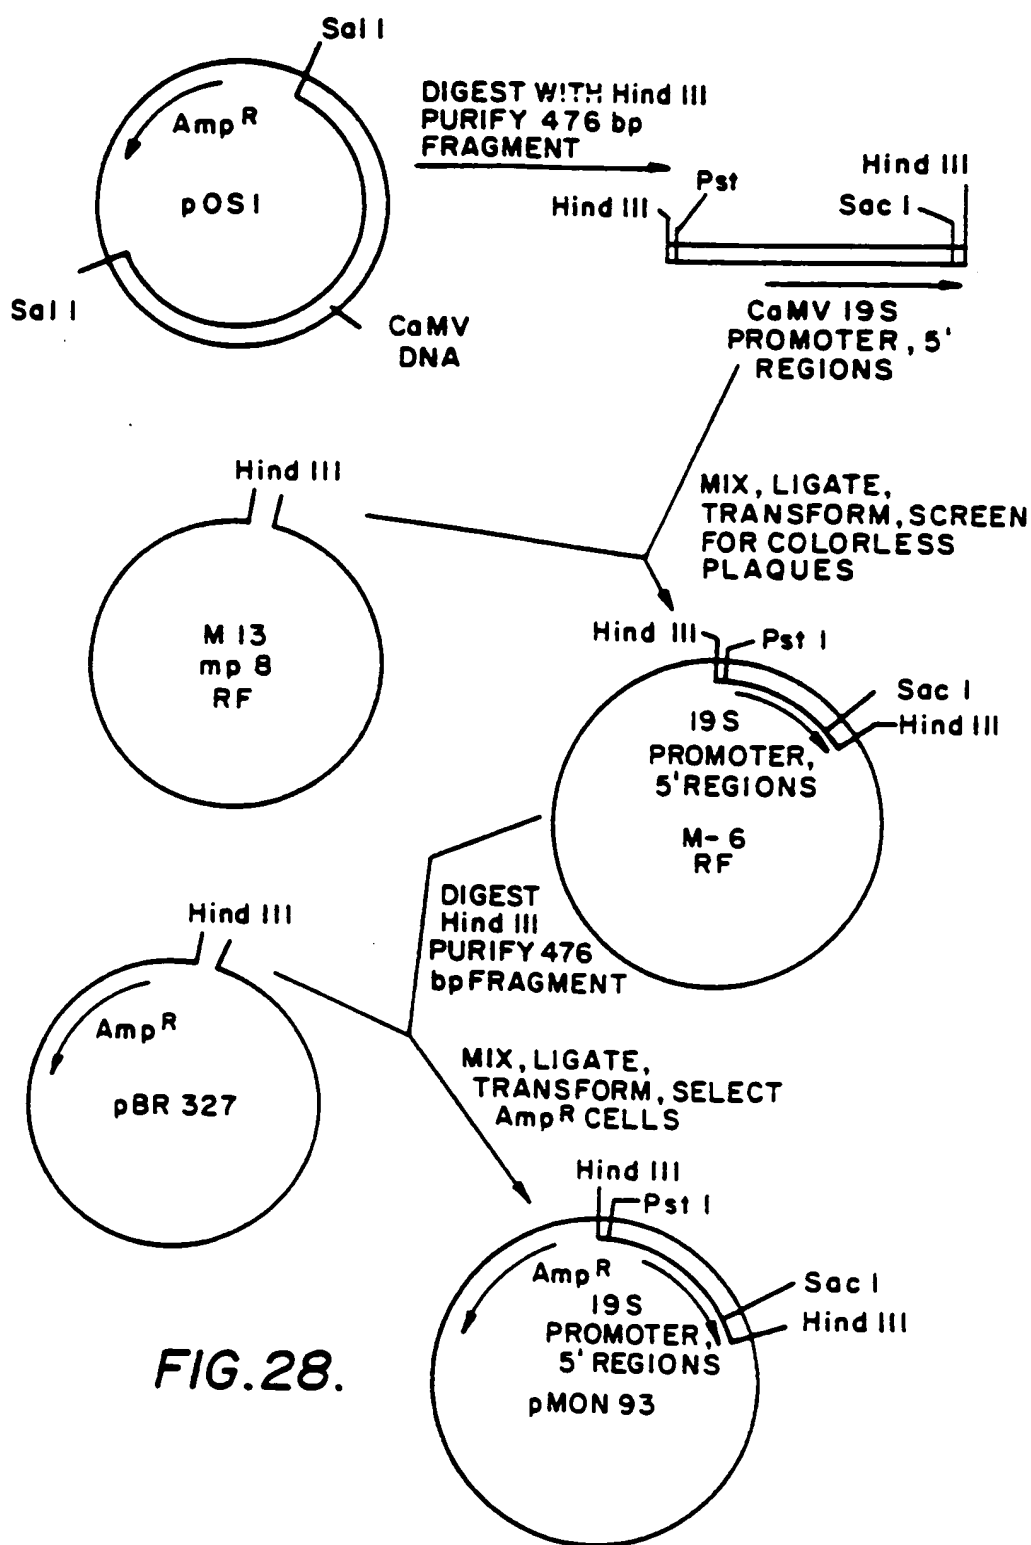 Sal I
Amp R
pOS1
Sal I
CaMV
DNA
DIGEST WITH Hind III
PURIFY 476 bp
FRAGMENT
Hind III
Pst
Sac I
Hind III
CaMV 19S
PROMOTER, 5'
REGIONS
Hind III
M 13
mp 8
RF
MIX, LIGATE,
TRANSFORM, SCREEN
FOR COLORLESS
PLAQUES
Hind III
Pst I
Sac I
Hind III
19S
PROMOTER,
5' REGIONS
M-6
RF
DIGEST
Hind III
PURIFY 476
bp FRAGMENT
Hind III
Amp R
pBR 327
MIX, LIGATE,
TRANSFORM, SELECT
Amp R CELLS
Hind III
Pst I
Sac I
Hind III
Amp R
19S
PROMOTER,
5' REGIONS
pMON 93
FIG.28.